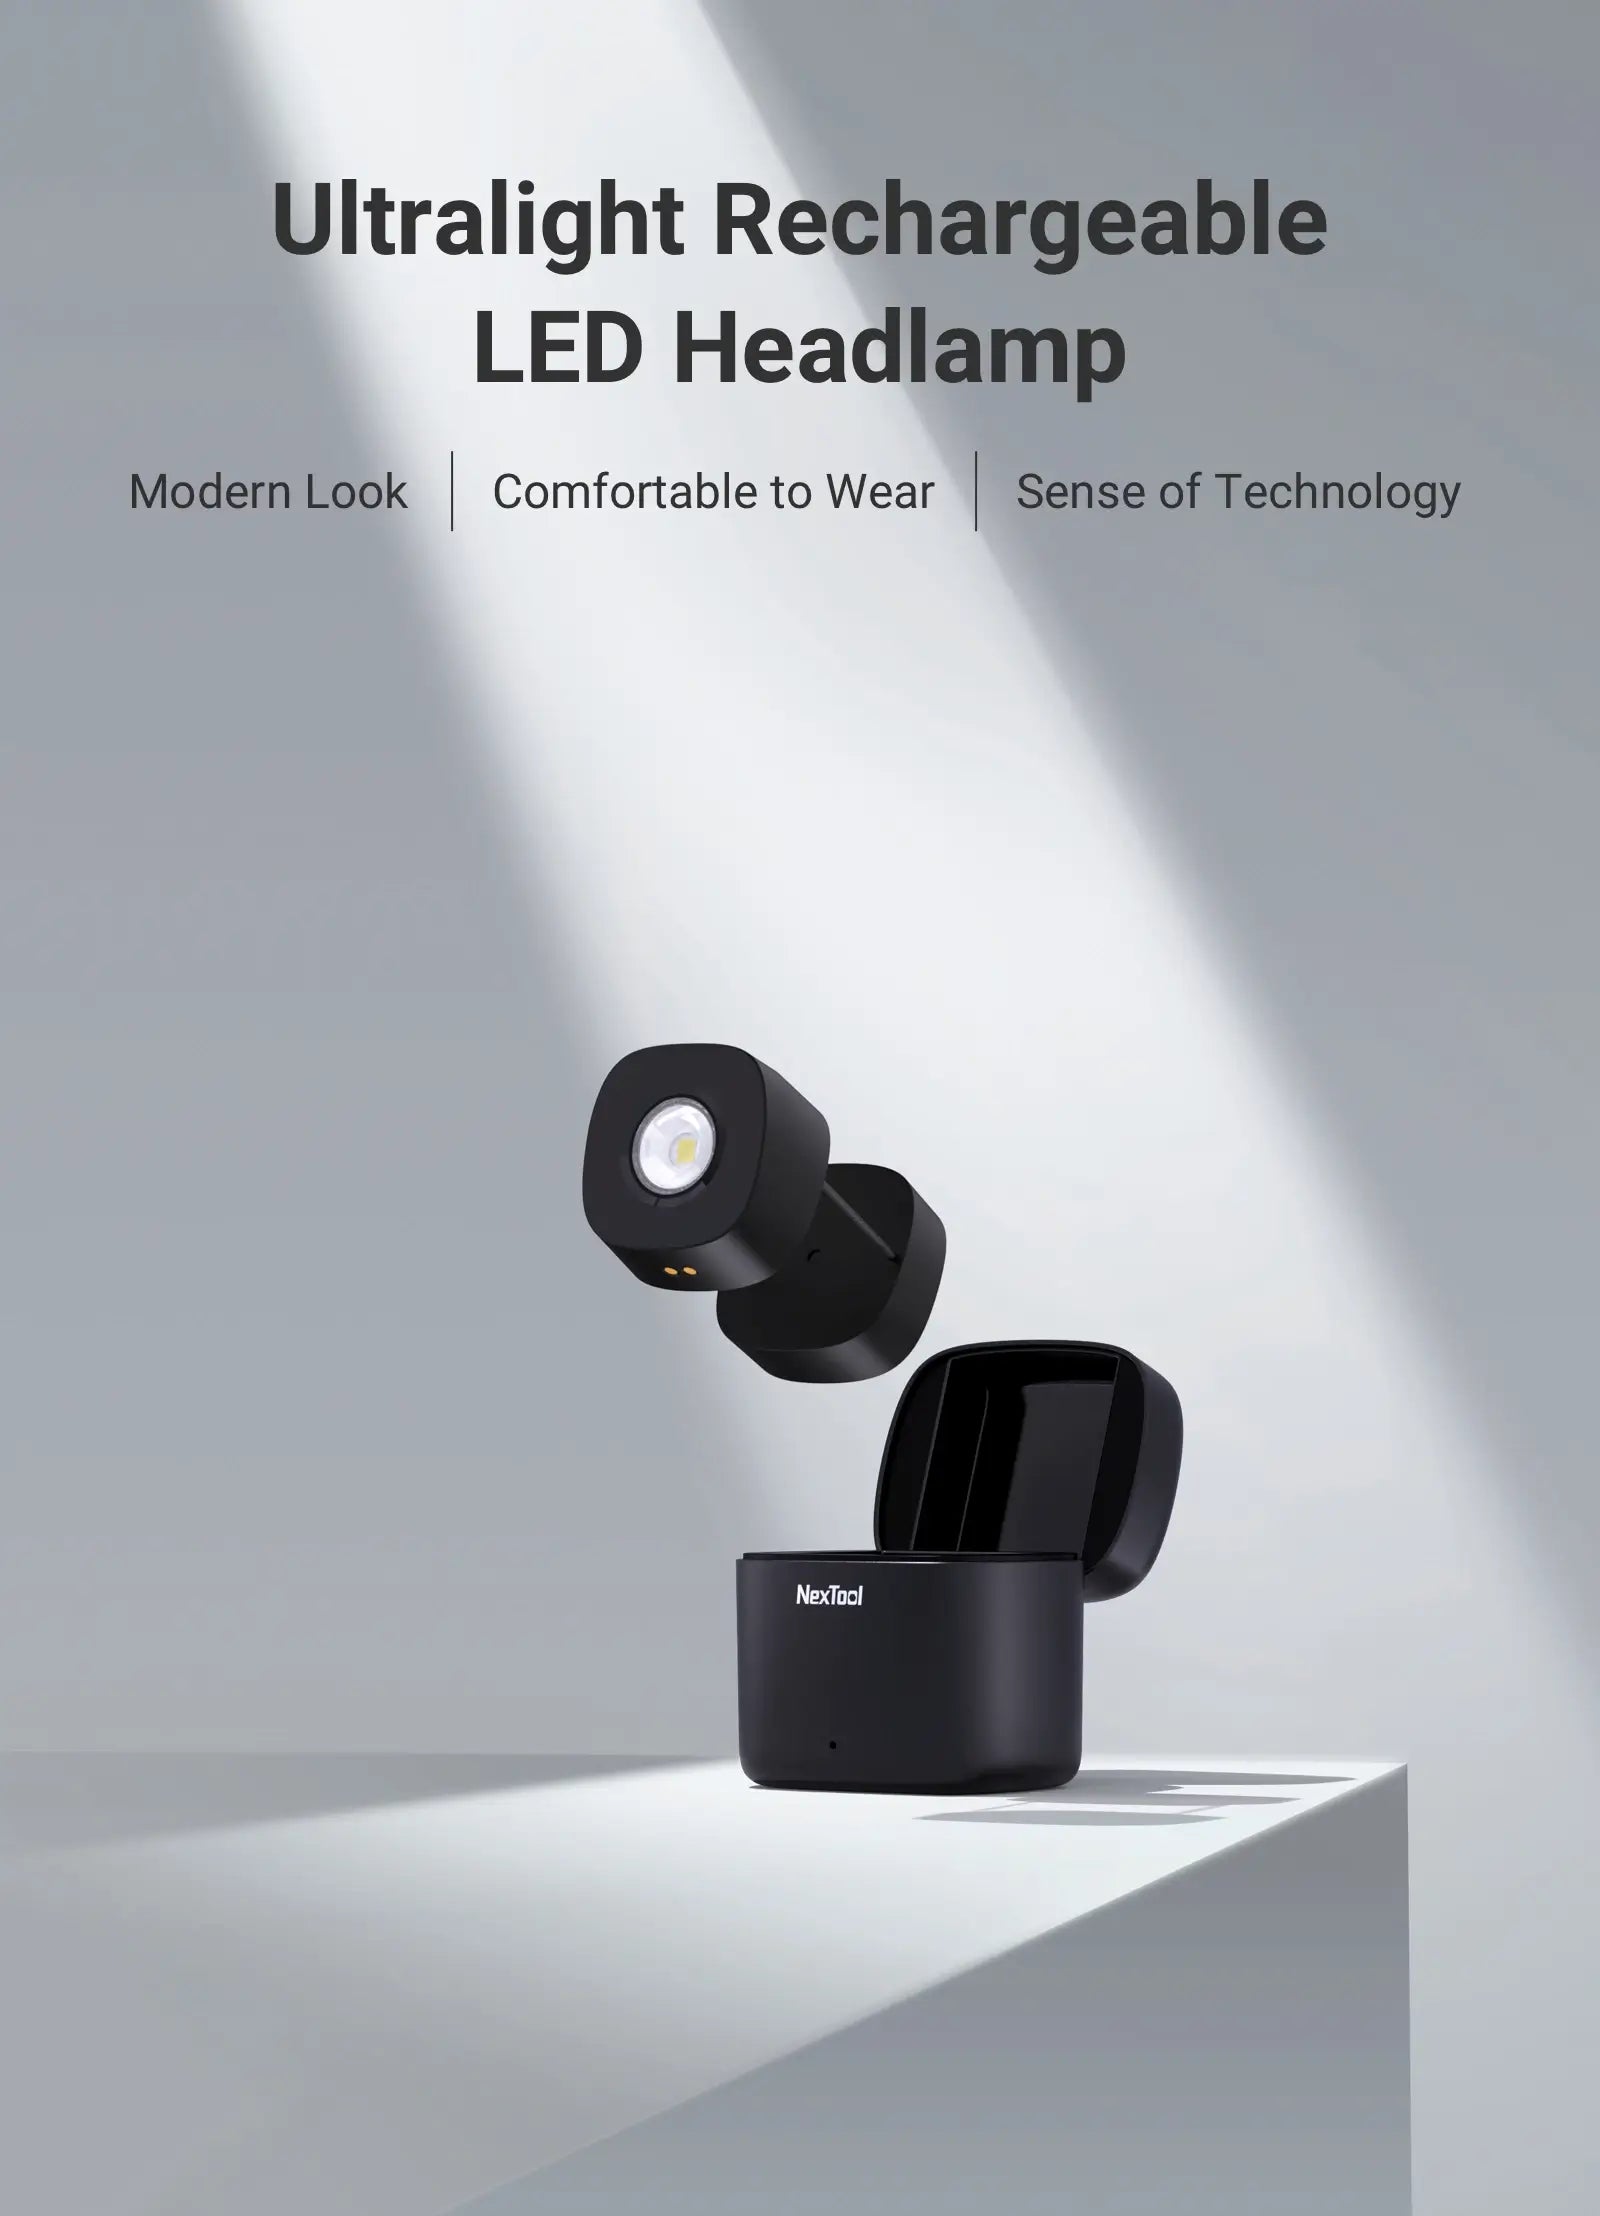 Ultralight Rechargeable
LED Headlamp
Modern Look | Comfortable to Wear | Sense of Technology
NexTool